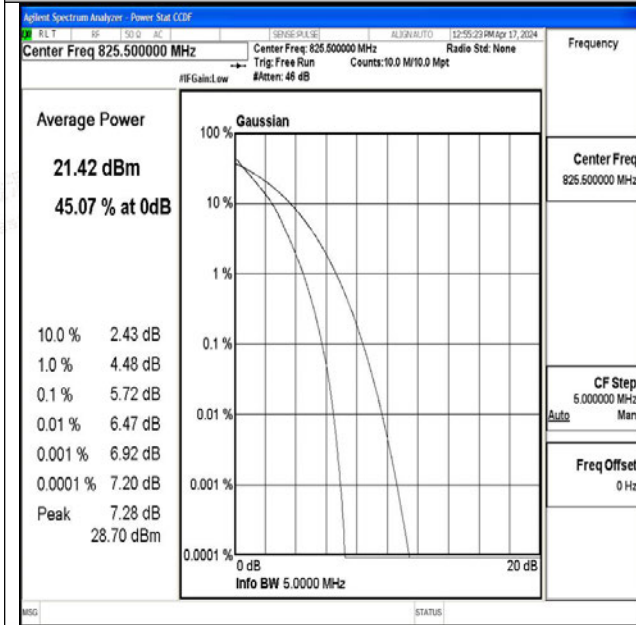 Agilent Spectrum Analyzer - Power Stat CCDF
RLT RF 50 Ω AC SENSE:PULSE ALIGNAUTO 12:55:23 PM Apr 17, 2024
Center Freq 825.500000 MHz
Center Freq: 825.500000 MHz Radio Std: None
Trig: Free Run Counts:10.0 M/10.0 Mpt
#IFGain:Low #Atten: 46 dB
Frequency
Average Power
21.42 dBm
45.07 % at 0dB
10.0 % 2.43 dB
1.0 % 4.48 dB
0.1 % 5.72 dB
0.01 % 6.47 dB
0.001 % 6.92 dB
0.0001 % 7.20 dB
Peak 7.28 dB
28.70 dBm
Gaussian
100 %
10 %
1 %
0.1 %
0.01 %
0.001 %
0.0001 %
0 dB 20 dB
Info BW 5.0000 MHz
Center Freq
825.500000 MHz
CF Step
5.000000 MHz
Auto Man
Freq Offset
0 Hz
MSG STATUS